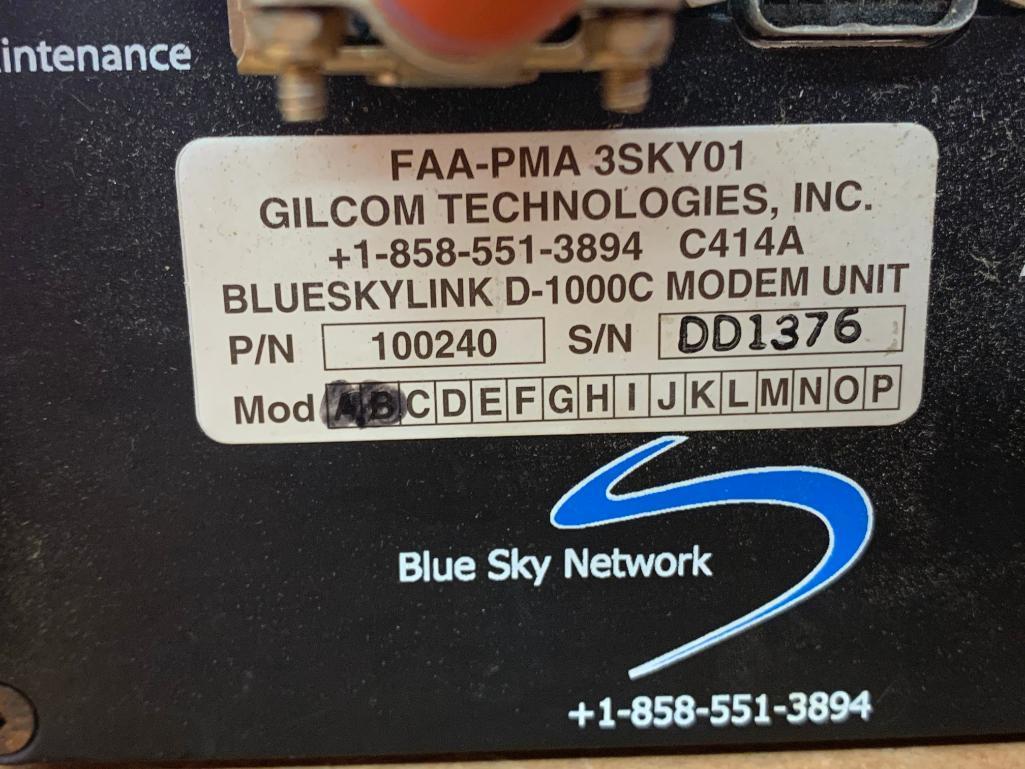 FAA-PMA 3SKY01
GILCOM TECHNOLOGIES, INC.
+1-858-551-3894 C414A
BLUESKYLINK D-1000C MODEM UNIT
P/N 100240 S/N DD1376
Mod A B C D E F G H I J K L M N O P
Blue Sky Network
+1-858-551-3894